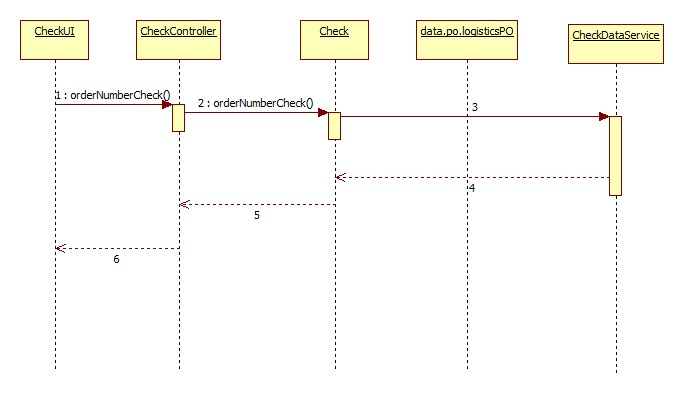 CheckUI
CheckController
Check
data.po.logisticsPO
CheckDataService
1 : orderNumberCheck()
2 : orderNumberCheck()
3
4
5
6